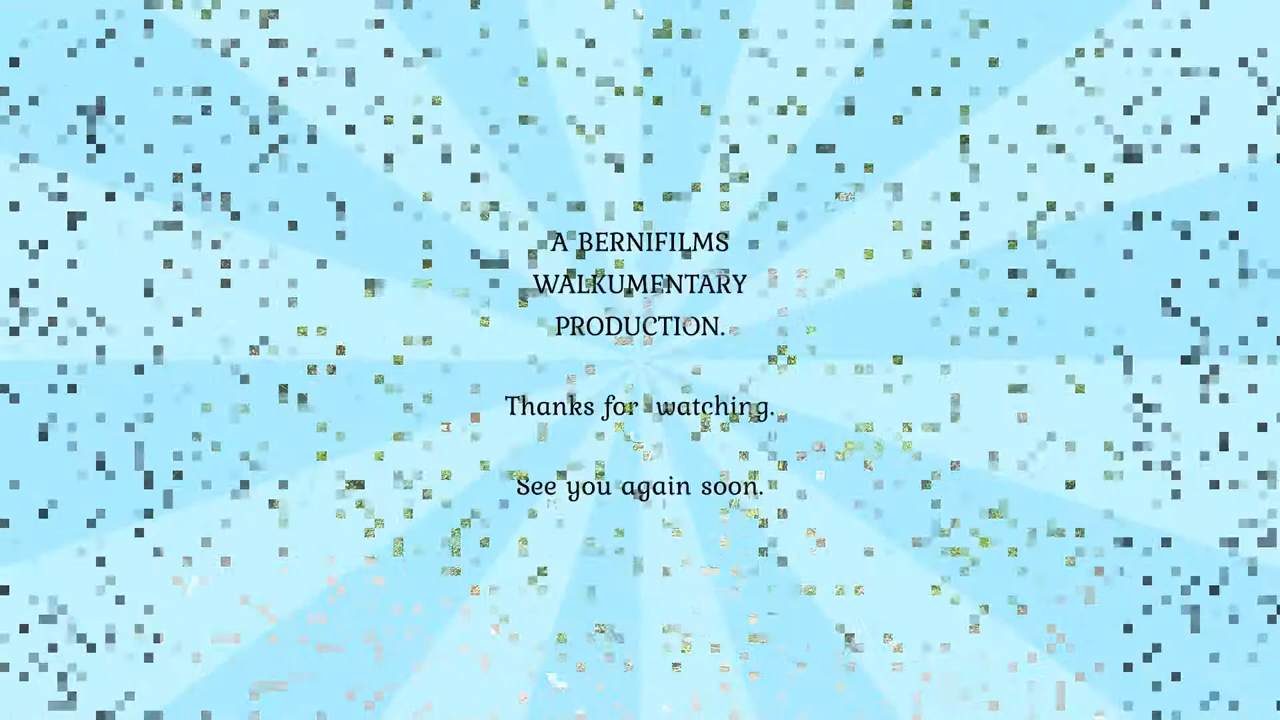 A BERNIFILMS
WALKUMENTARY
PRODUCTION.
Thanks for watching.
See you again soon.